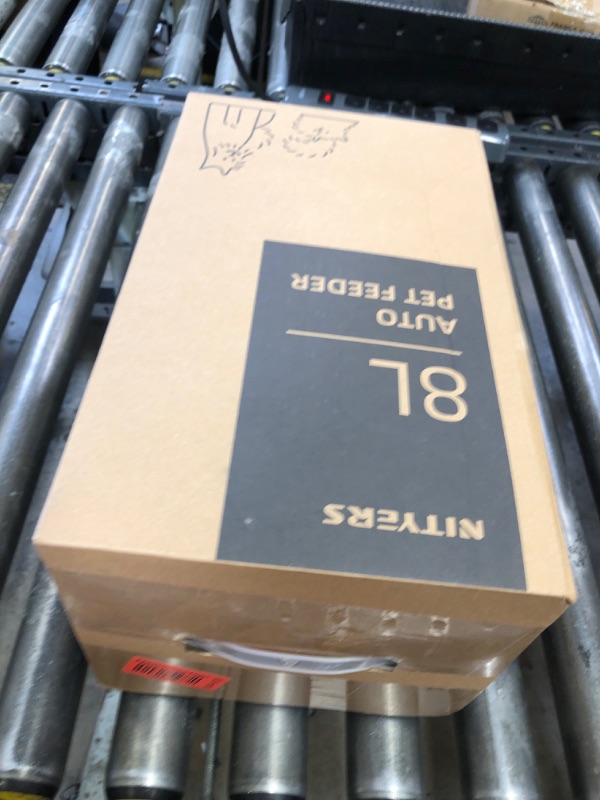 NITYERS
8L
AUTO
PET FEEDER